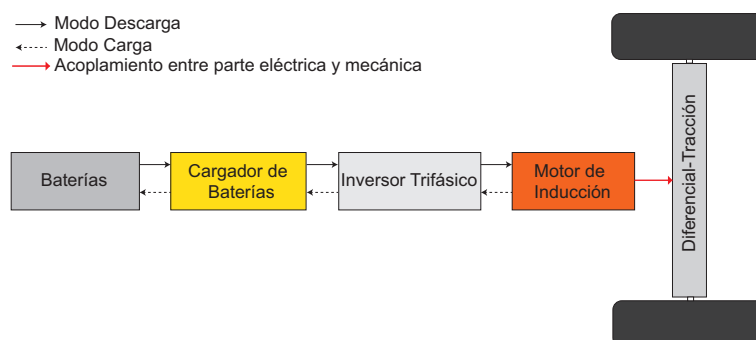 Modo Descarga
Modo Carga
Acoplamiento entre parte eléctrica y mecánica
Baterías
Cargador de
Baterías
Inversor Trifásico
Motor de
Inducción
Diferencial-Tracción